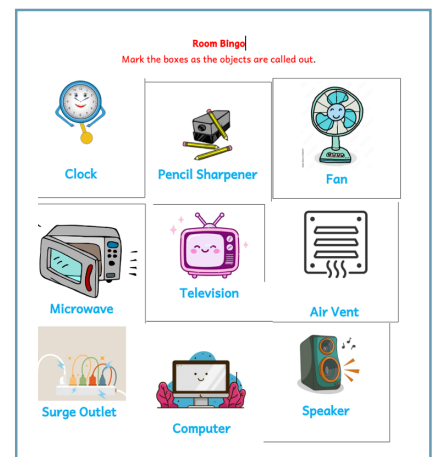 Room Bingo
Mark the boxes as the objects are called out.
Clock
Pencil Sharpener
Fan
Microwave
Television
Air Vent
Surge Outlet
Computer
Speaker